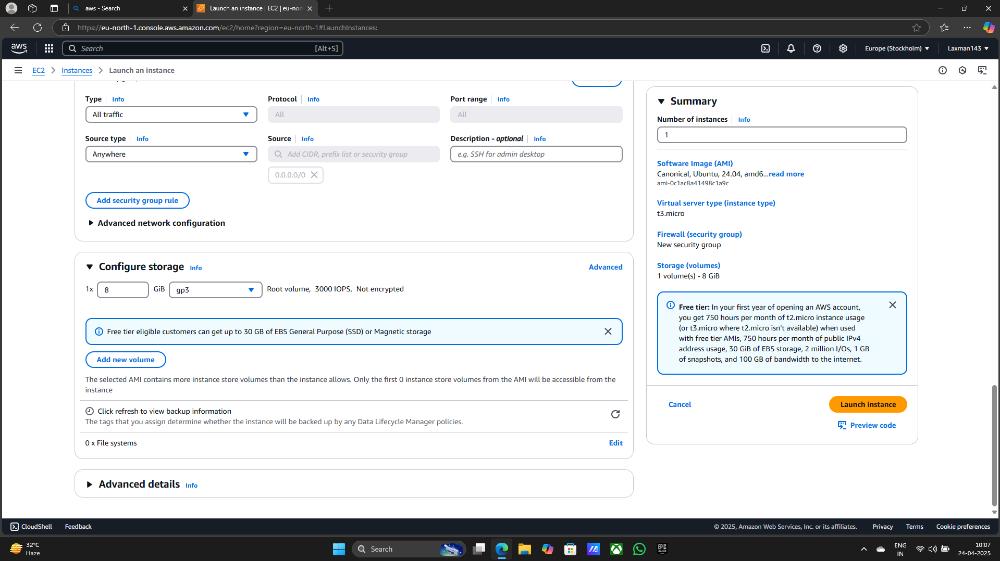 aws - Search
Launch an instance | EC2 | eu-nor
https://eu-north-1.console.aws.amazon.com/ec2/home?region=eu-north-1#LaunchInstances:
aws
Search
[Alt+S]
Europe (Stockholm)
Laxman143
EC2
Instances
Launch an instance
Type
Info
Protocol
Info
Port range
Info
All traffic
All
All
Source type
Info
Source
Info
Description - optional
Info
Anywhere
Add CIDR, prefix list or security group
e.g. SSH for admin desktop
0.0.0.0/0
Add security group rule
Advanced network configuration
Configure storage
Info
Advanced
1x
8
GiB
gp3
Root volume, 3000 IOPS, Not encrypted
Free tier eligible customers can get up to 30 GB of EBS General Purpose (SSD) or Magnetic storage
Add new volume
The selected AMI contains more instance store volumes than the instance allows. Only the first 0 instance store volumes from the AMI will be accessible from the
instance
Click refresh to view backup information
The tags that you assign determine whether the instance will be backed up by any Data Lifecycle Manager policies.
0 x File systems
Edit
Advanced details
Info
Summary
Number of instances
Info
1
Software Image (AMI)
Canonical, Ubuntu, 24.04, amd6...read more
ami-0c1ac8a41498c1a9c
Virtual server type (instance type)
t3.micro
Firewall (security group)
New security group
Storage (volumes)
1 volume(s) - 8 GiB
Free tier: In your first year of opening an AWS account,
you get 750 hours per month of t2.micro instance usage
(or t3.micro where t2.micro isn't available) when used
with free tier AMIs, 750 hours per month of public IPv4
address usage, 30 GiB of EBS storage, 2 million I/Os, 1 GB
of snapshots, and 100 GB of bandwidth to the internet.
Cancel
Launch instance
Preview code
CloudShell
Feedback
© 2025, Amazon Web Services, Inc. or its affiliates.
Privacy
Terms
Cookie preferences
32°C
Haze
Search
EPIC
GAMES
ENG
IN
10:07
24-04-2025